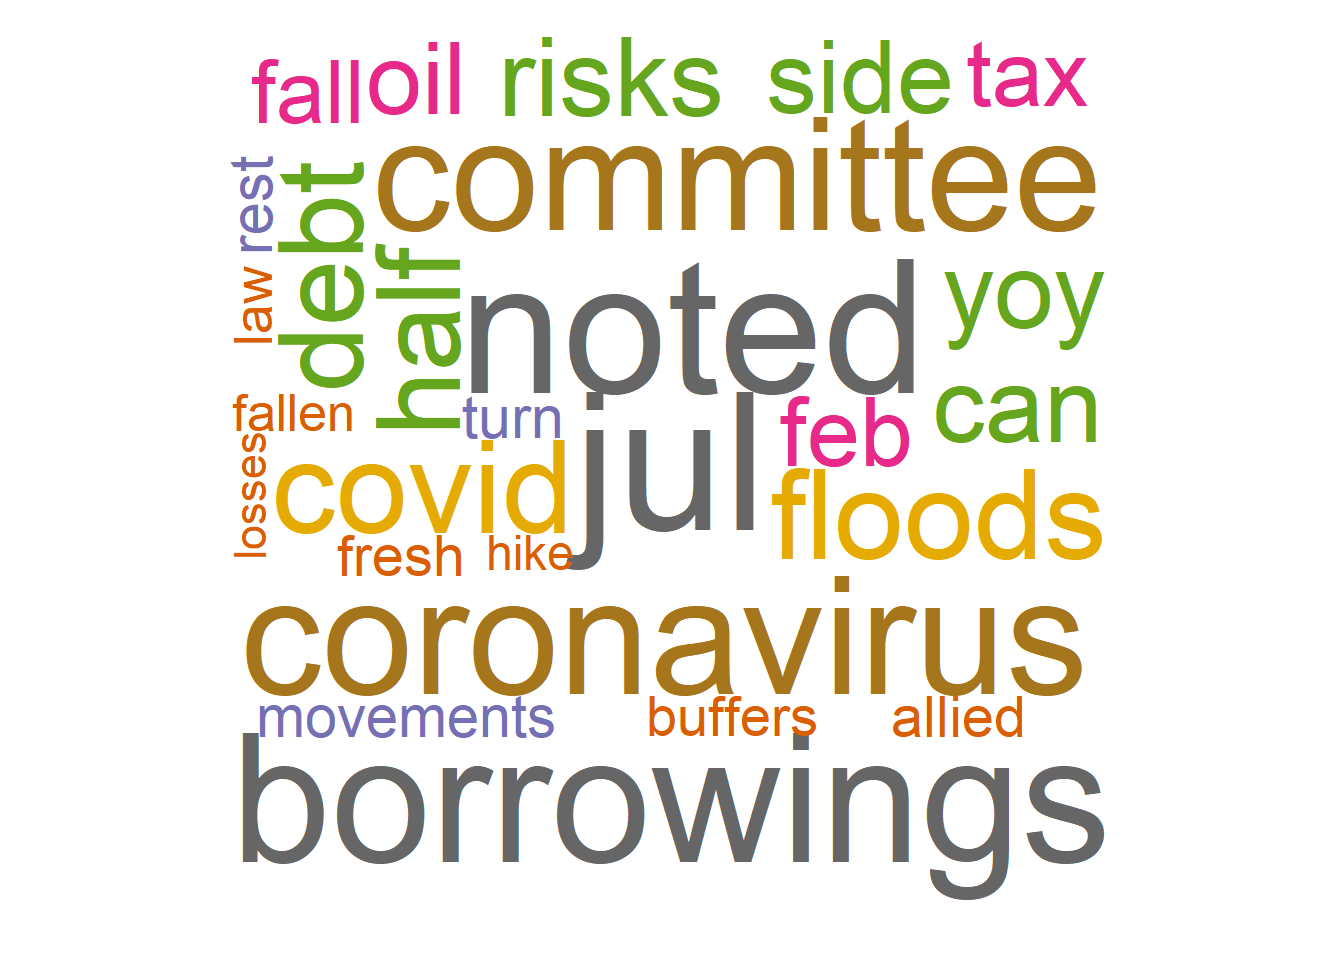 fall
oil
risks
side
tax
committee
rest
debt
half
law
noted
yoy
fallen
turn
jul
feb
can
losses
covid
floods
fresh
hike
coronavirus
movements
buffers
allied
borrowings